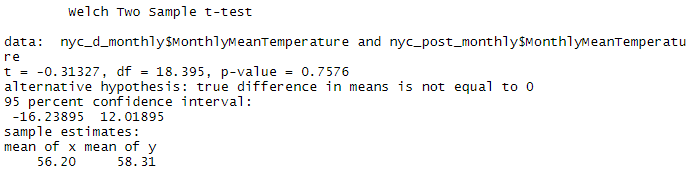 Welch Two Sample t-test
data:  nyc_d_monthly$MonthlyMeanTemperature and nyc_post_monthly$MonthlyMeanTemperatu
re
t = -0.31327, df = 18.395, p-value = 0.7576
alternative hypothesis: true difference in means is not equal to 0
95 percent confidence interval:
 -16.23895  12.01895
sample estimates:
mean of x mean of y
    56.20     58.31